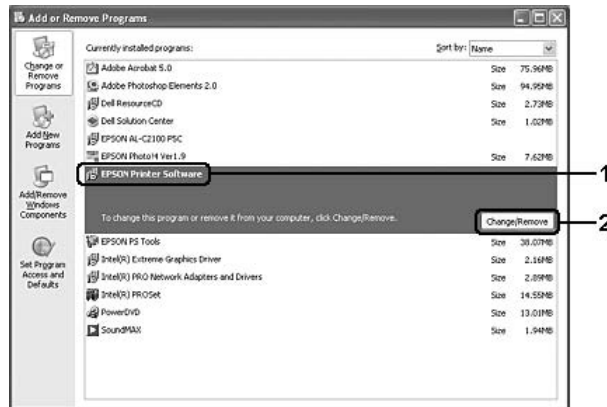 Add or Remove Programs
Change or
Remove
Programs
Add New
Programs
Add/Remove
Windows
Components
Set Program
Access and
Defaults
Currently installed programs:
Sort by: Name
Adobe Acrobat 5.0 Size 75.96MB
Adobe Photoshop Elements 2.0 Size 94.95MB
Dell ResourceCD Size 2.73MB
Dell Solution Center Size 1.02MB
EPSON AL-C2100 PSC
EPSON PhotoH Ver1.9 Size 7.62MB
EPSON Printer Software 1
To change this program or remove it from your computer, click Change/Remove.
Change/Remove 2
EPSON PS Tools Size 38.07MB
Intel(R) Extreme Graphics Driver Size 2.16MB
Intel(R) PRO Network Adapters and Drivers Size 2.89MB
Intel(R) PROSet Size 14.55MB
PowerDVD Size 13.01MB
SoundMAX Size 1.94MB